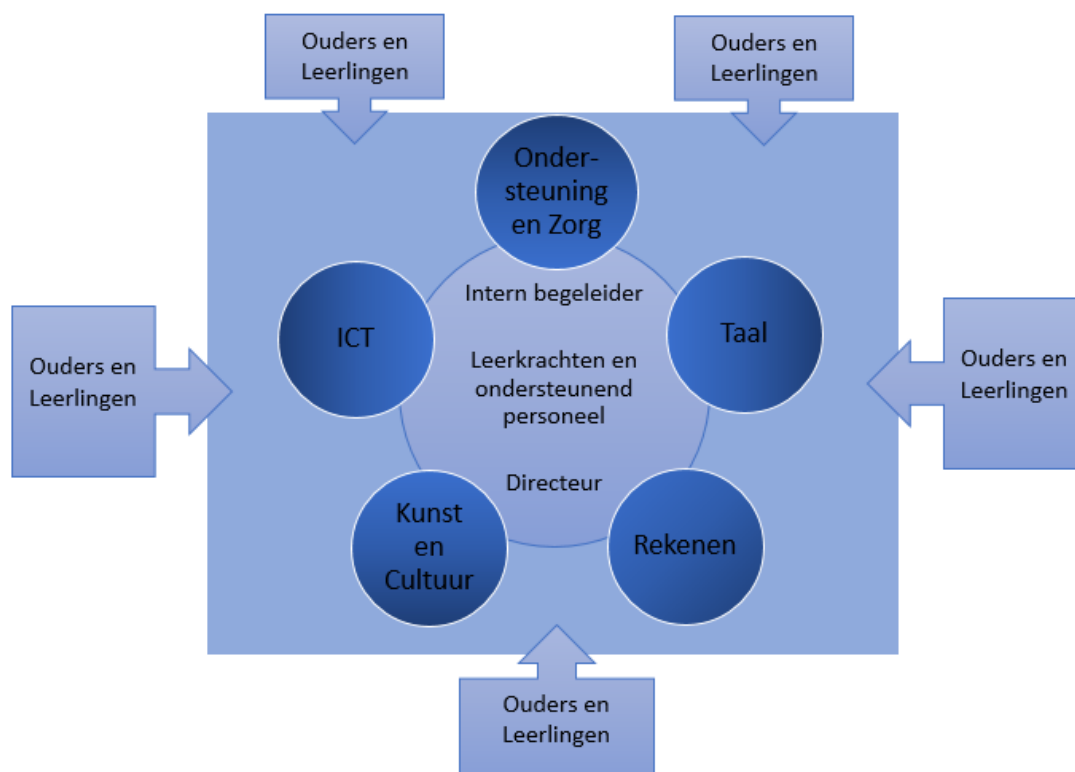 Ouders en
Leerlingen
Ouders en
Leerlingen
Onder-
steuning
en Zorg
Intern begeleider
ICT
Taal
Leerkrachten en
ondersteunend
personeel
Ouders en
Leerlingen
Ouders en
Leerlingen
Directeur
Kunst
en
Cultuur
Rekenen
Ouders en
Leerlingen